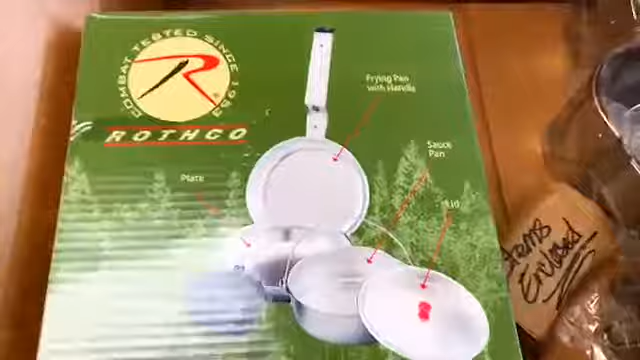 COMBAT TESTED SINCE 1953
R
ROTHCO
Frying Pan
with Handle
Sauce
Pan
Plate
Lid
Items
Enclosed